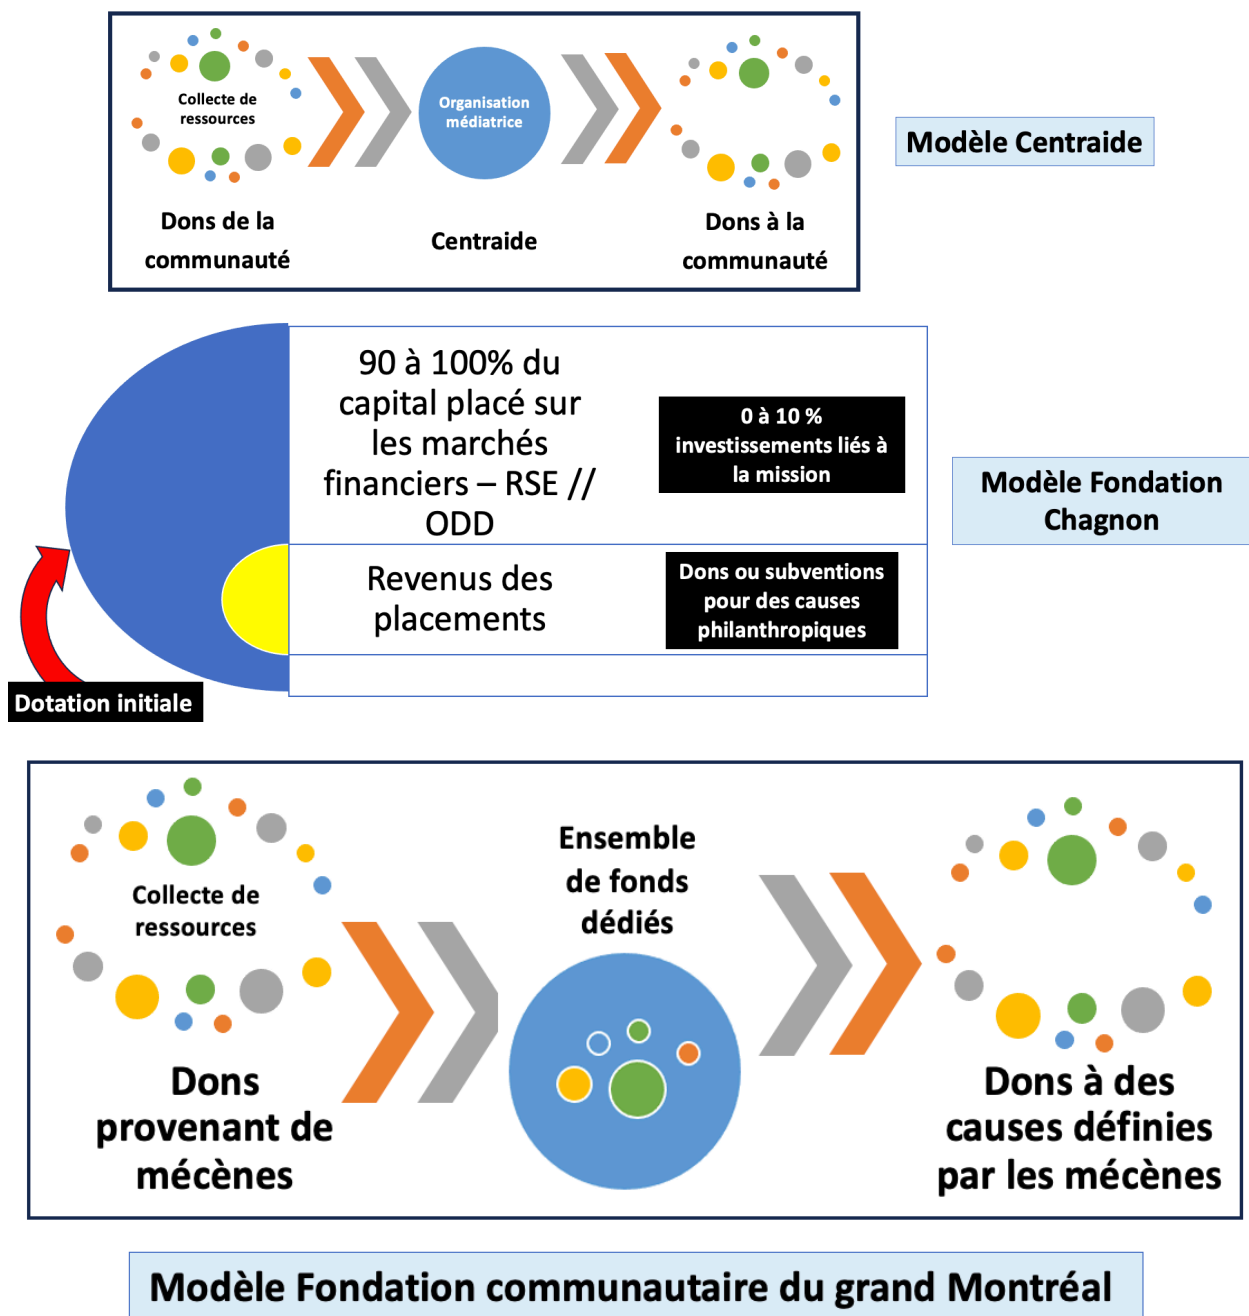 Collecte de
ressources
Organisation
médiatrice
Dons de la
communauté
Centraide
Dons à la
communauté
Modèle Centraide
90 à 100% du
capital placé sur
les marchés
financiers – RSE //
ODD
0 à 10 %
investissements liés à
la mission
Modèle Fondation
Chagnon
Revenus des
placements
Dons ou subventions
pour des causes
philanthropiques
Dotation initiale
Collecte de
ressources
Ensemble
de fonds
dédiés
Dons
provenant de
mécènes
Dons à des
causes définies
par les mécènes
Modèle Fondation communautaire du grand Montréal